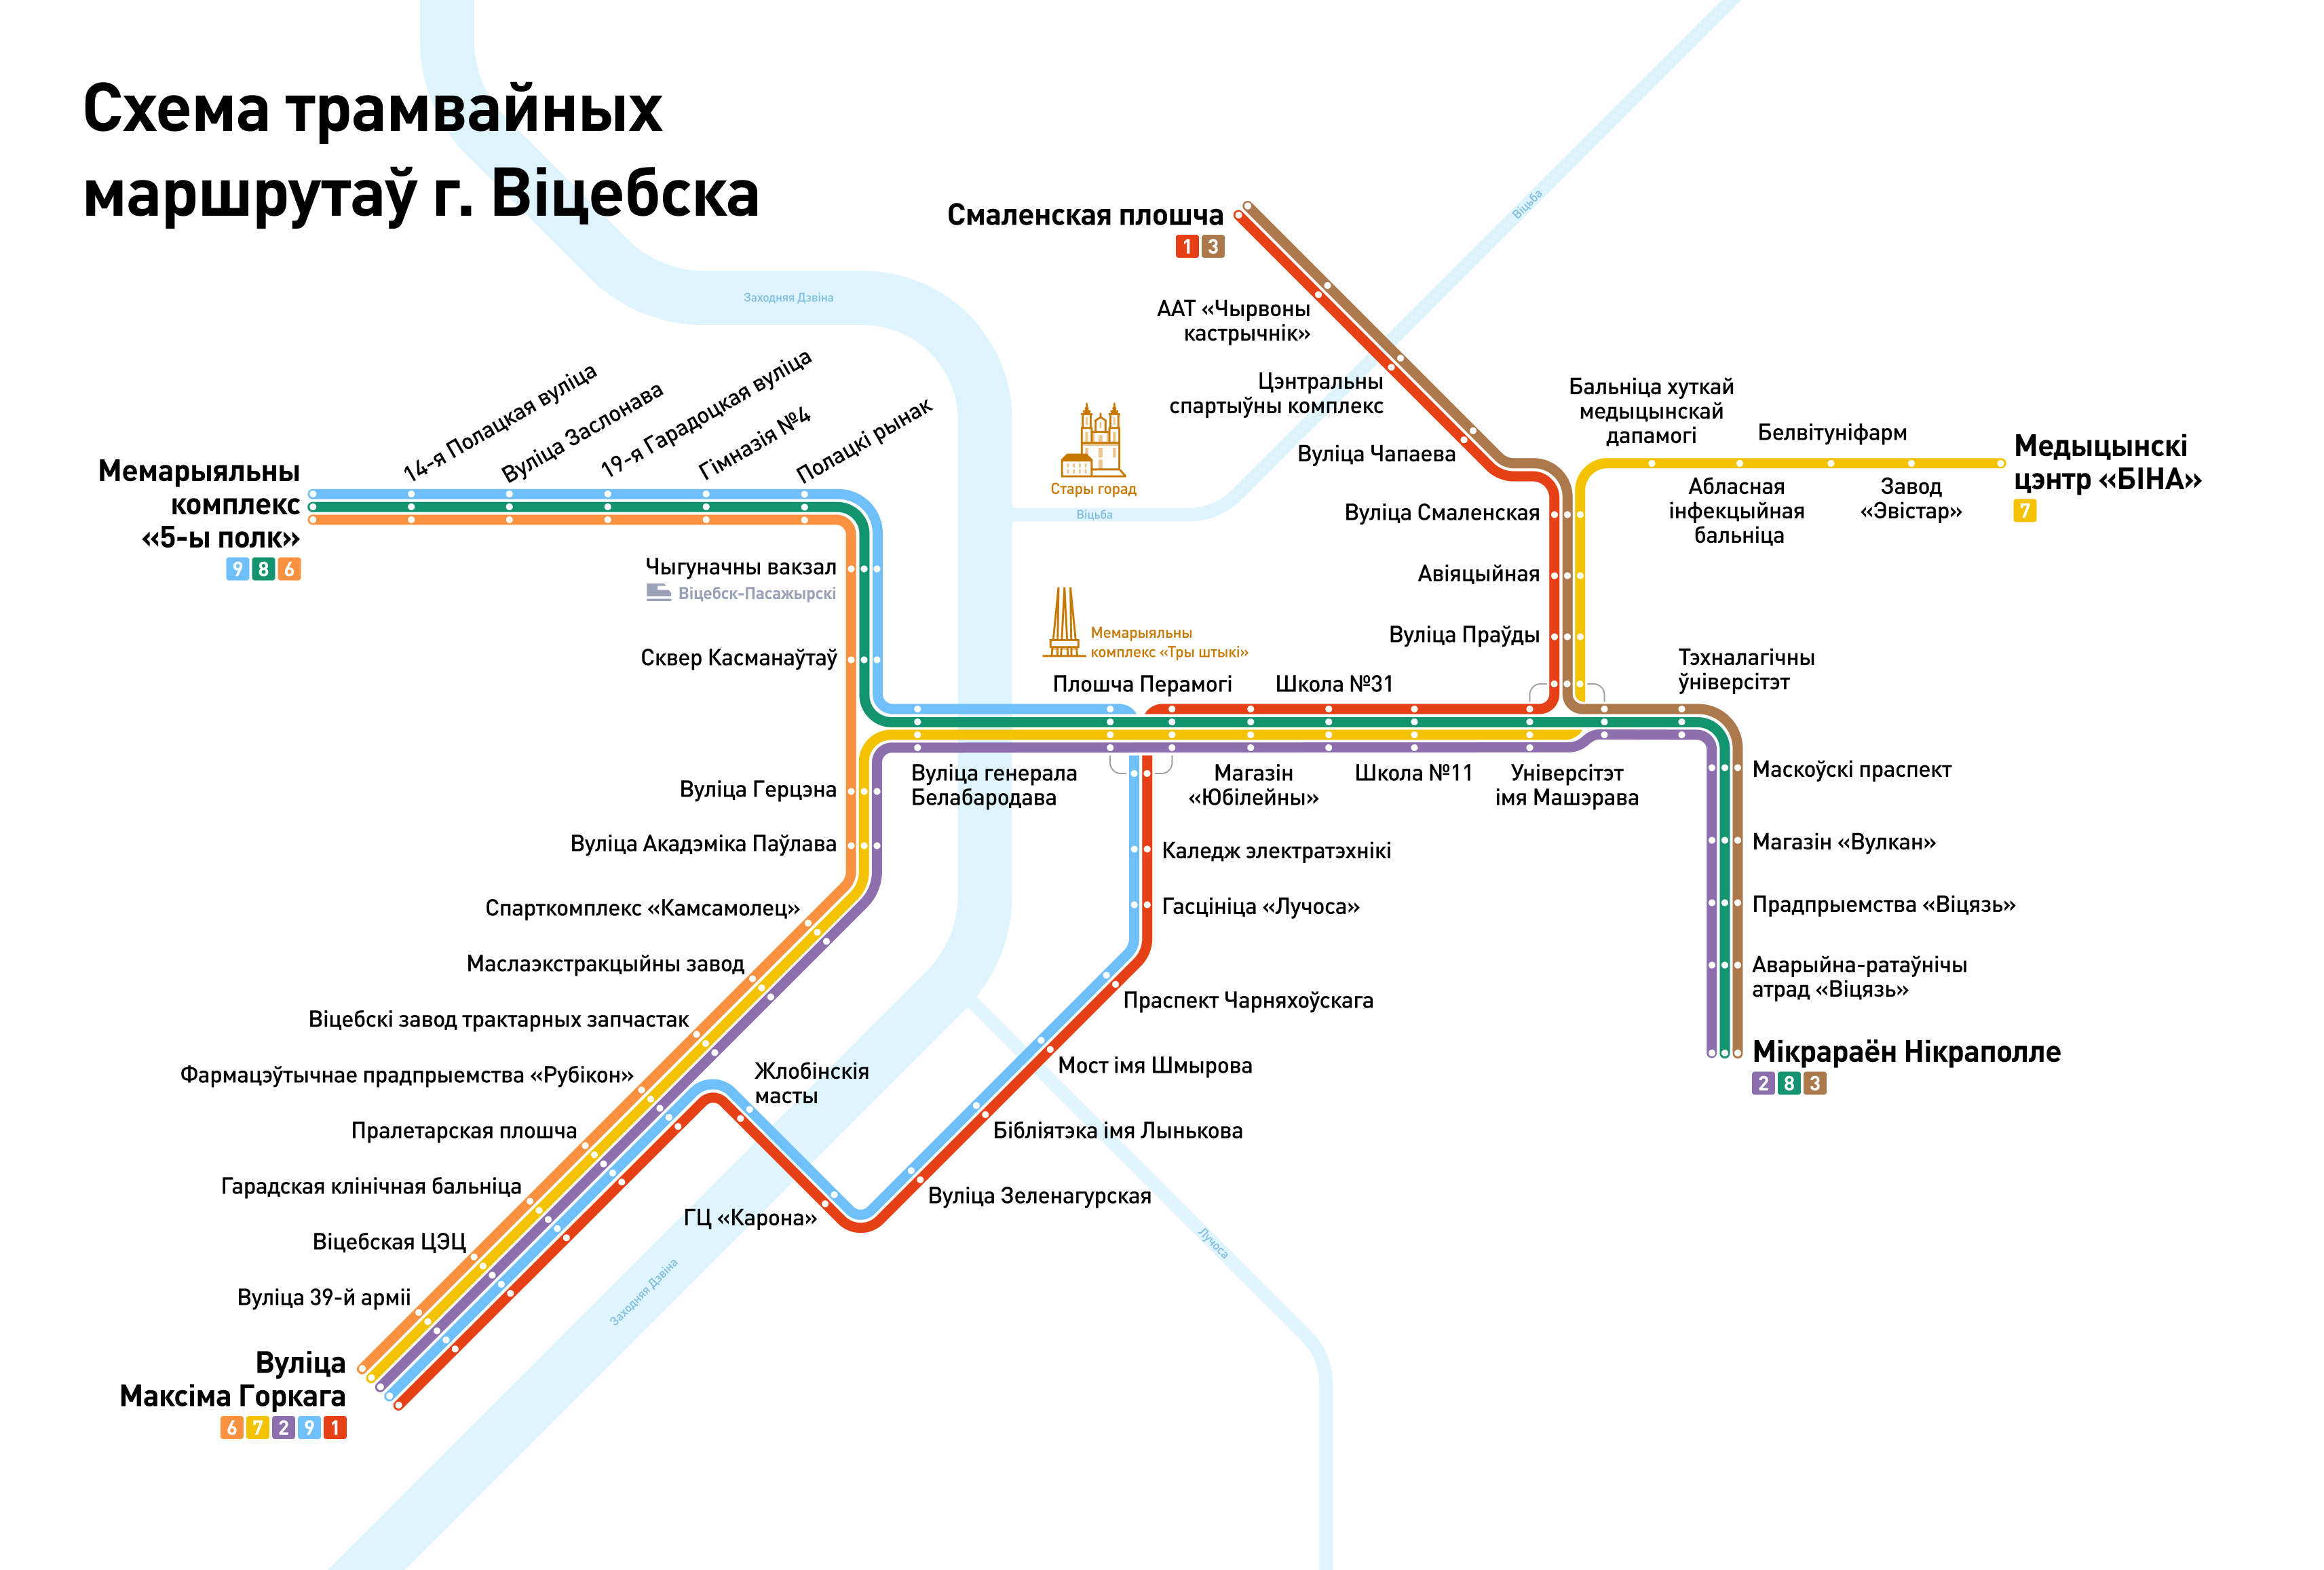 Схема трамвайных
маршрутаў г. Віцебска
Заходняя Дзвіна
Віцьба
Смаленская плошча
1 3
ААТ «Чырвоны
кастрычнік»
Цэнтральны
спартыўны комплекс
Вуліца Чапаева
Вуліца Смаленская
Авіяцыйная
Вуліца Праўды
Бальніца хуткай
медыцынскай
дапамогі
Белвітуніфарм
Абласная
інфекцыйная
бальніца
Завод
«Эвістар»
Медыцынскі
цэнтр «БІНА»
7
Мемарыяльны
комплекс
«5-ы полк»
9 8 6
14-я Полацкая вуліца
Вуліца Заслонава
19-я Гарадоцкая вуліца
Гімназія №4
Полацкі рынак
Стары горад
Віцьба
Чыгуначны вакзал
Віцебск-Пасажырскі
Сквер Касманаўтаў
Мемарыяльны
комплекс «Тры штыкі»
Плошча Перамогі
Школа №31
Тэхналагічны
ўніверсітэт
Вуліца генерала
Белабародава
Магазін
«Юбілейны»
Школа №11
Універсітэт
імя Машэрава
Маскоўскі праспект
Магазін «Вулкан»
Прадпрыемства «Віцязь»
Аварыйна-ратаўнічы
атрад «Віцязь»
Мікрараён Нікраполле
2 8 3
Вуліца Герцэна
Вуліца Акадэміка Паўлава
Спарткомплекс «Камсамолец»
Маслаэкстракцыйны завод
Віцебскі завод трактарных запчастак
Фармацэўтычнае прадпрыемства «Рубікон»
Пралетарская плошча
Гарадская клінічная бальніца
Віцебская ЦЭЦ
Вуліца 39-й арміі
Вуліца
Максіма Горкага
6 7 2 9 1
Каледж электратэхнікі
Гасцініца «Лучоса»
Праспект Чарняхоўскага
Мост імя Шмырова
Бібліятэка імя Лынькова
Вуліца Зеленагурская
Жлобінскія
масты
ГЦ «Карона»
Заходняя Дзвіна
Лучоса